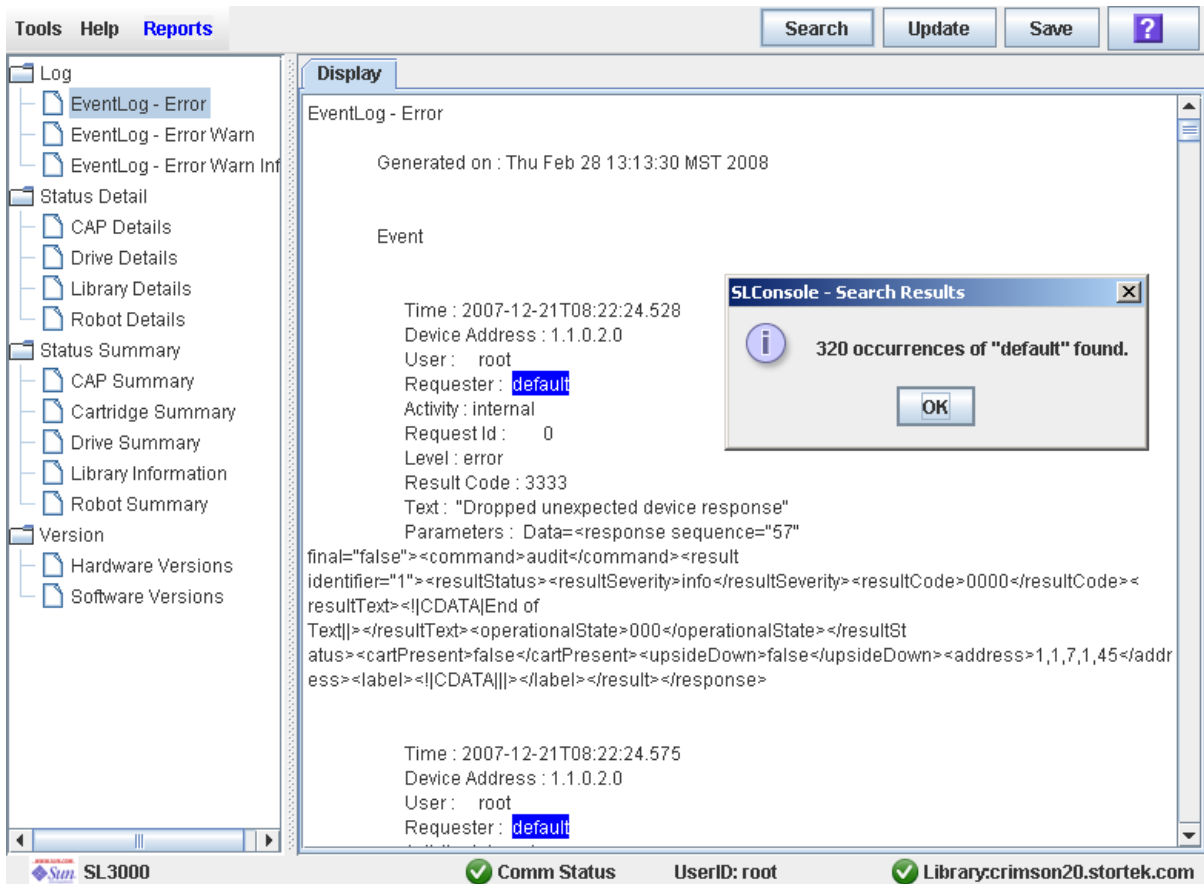 Tools Help Reports
Search Update Save ?
Log
EventLog - Error
EventLog - Error Warn
EventLog - Error Warn Inf
Status Detail
CAP Details
Drive Details
Library Details
Robot Details
Status Summary
CAP Summary
Cartridge Summary
Drive Summary
Library Information
Robot Summary
Version
Hardware Versions
Software Versions
Display
EventLog - Error
Generated on : Thu Feb 28 13:13:30 MST 2008
Event
Time : 2007-12-21T08:22:24.528
Device Address : 1.1.0.2.0
User : root
Requester : default
Activity : internal
Request Id : 0
Level : error
Result Code : 3333
Text : "Dropped unexpected device response"
Parameters : Data=<response sequence="57"
final="false"><command>audit</command><result
identifier="1"><resultStatus><resultSeverity>info</resultSeverity><resultCode>0000</resultCode><
resultText><!|CDATA|End of
Text||></resultText><operationalState>000</operationalState></resultSt
atus><cartPresent>false</cartPresent><upsideDown>false</upsideDown><address>1,1,7,1,45</addr
ess><label><!|CDATA|||></label></result></response>
Time : 2007-12-21T08:22:24.575
Device Address : 1.1.0.2.0
User : root
Requester : default
SLConsole - Search Results
320 occurrences of "default" found.
OK
Sun SL3000
Comm Status
UserID: root
Library:crimson20.stortek.com